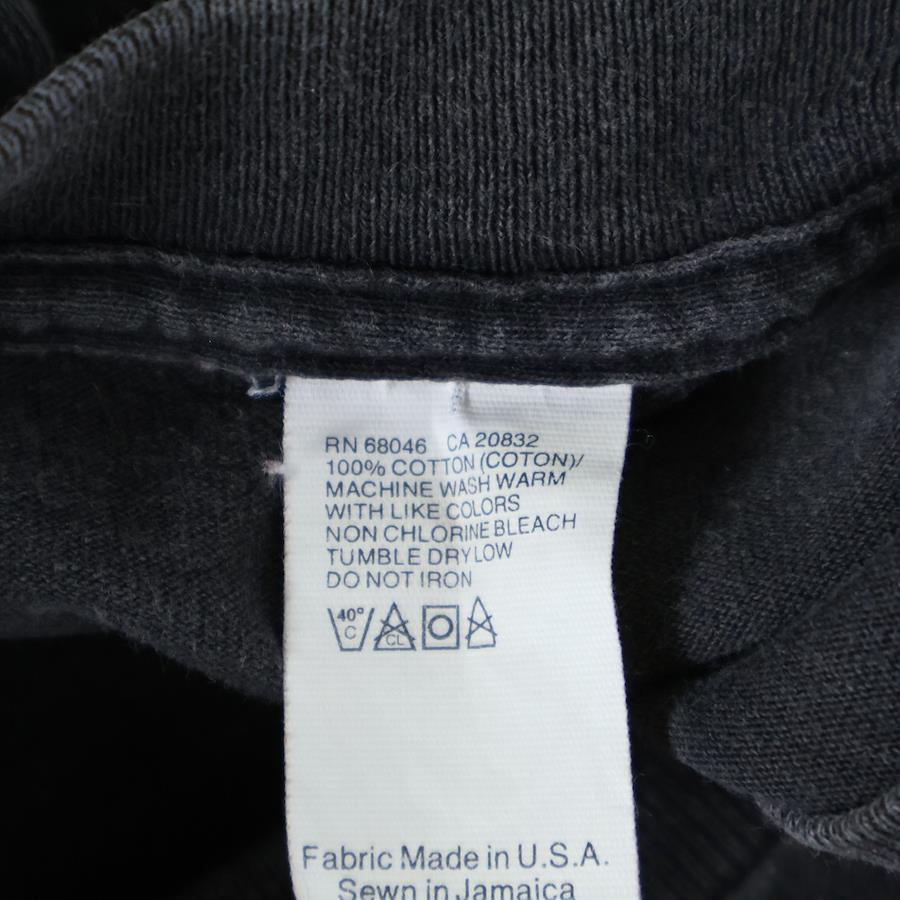 RN 68046 CA 20832
100% COTTON (COTON)/
MACHINE WASH WARM
WITH LIKE COLORS
NON CHLORINE BLEACH
TUMBLE DRY LOW
DO NOT IRON
40°
C CL
Fabric Made in U.S.A.
Sewn in Jamaica